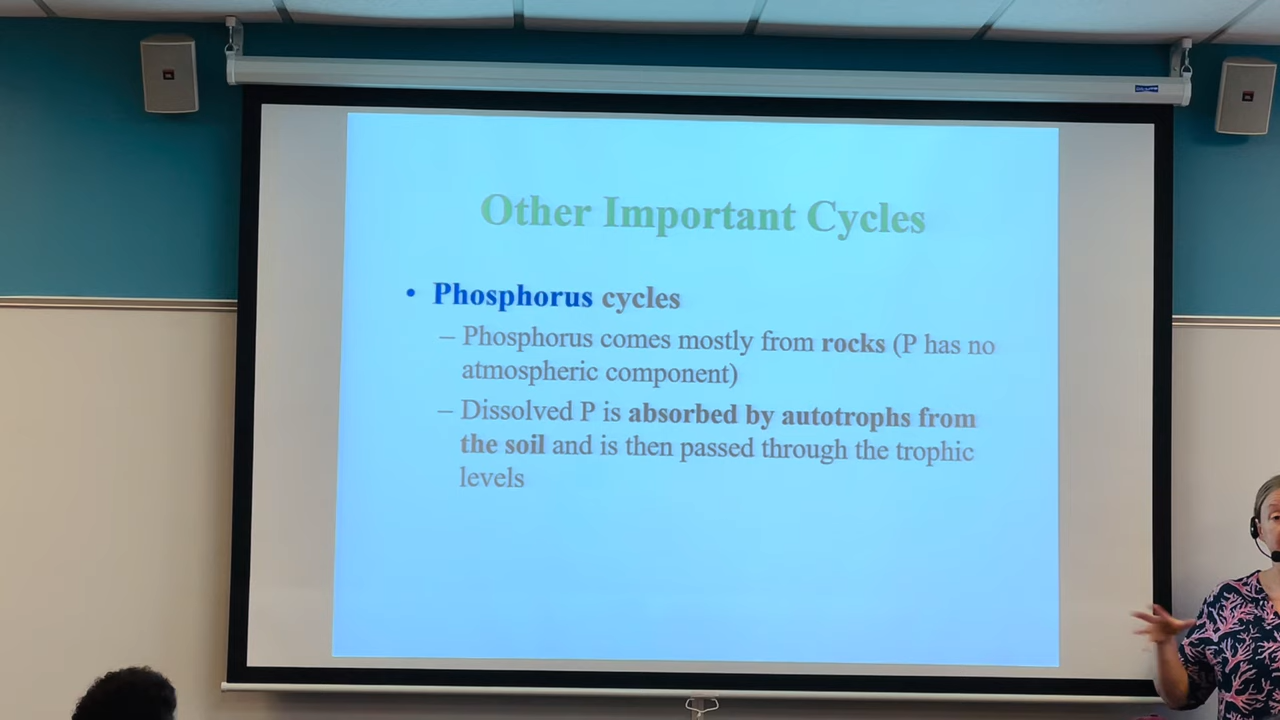 Other Important Cycles
• Phosphorus cycles
– Phosphorus comes mostly from rocks (P has no
atmospheric component)
– Dissolved P is absorbed by autotrophs from
the soil and is then passed through the trophic
levels